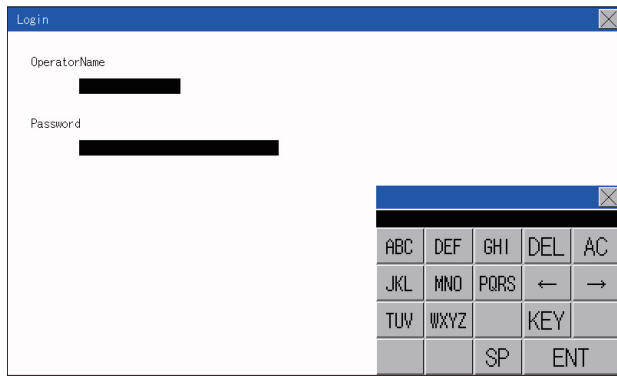 Login
OperatorName
Password
ABC DEF GHI DEL AC
JKL MNO PQRS ← →
TUV WXYZ KEY
SP ENT